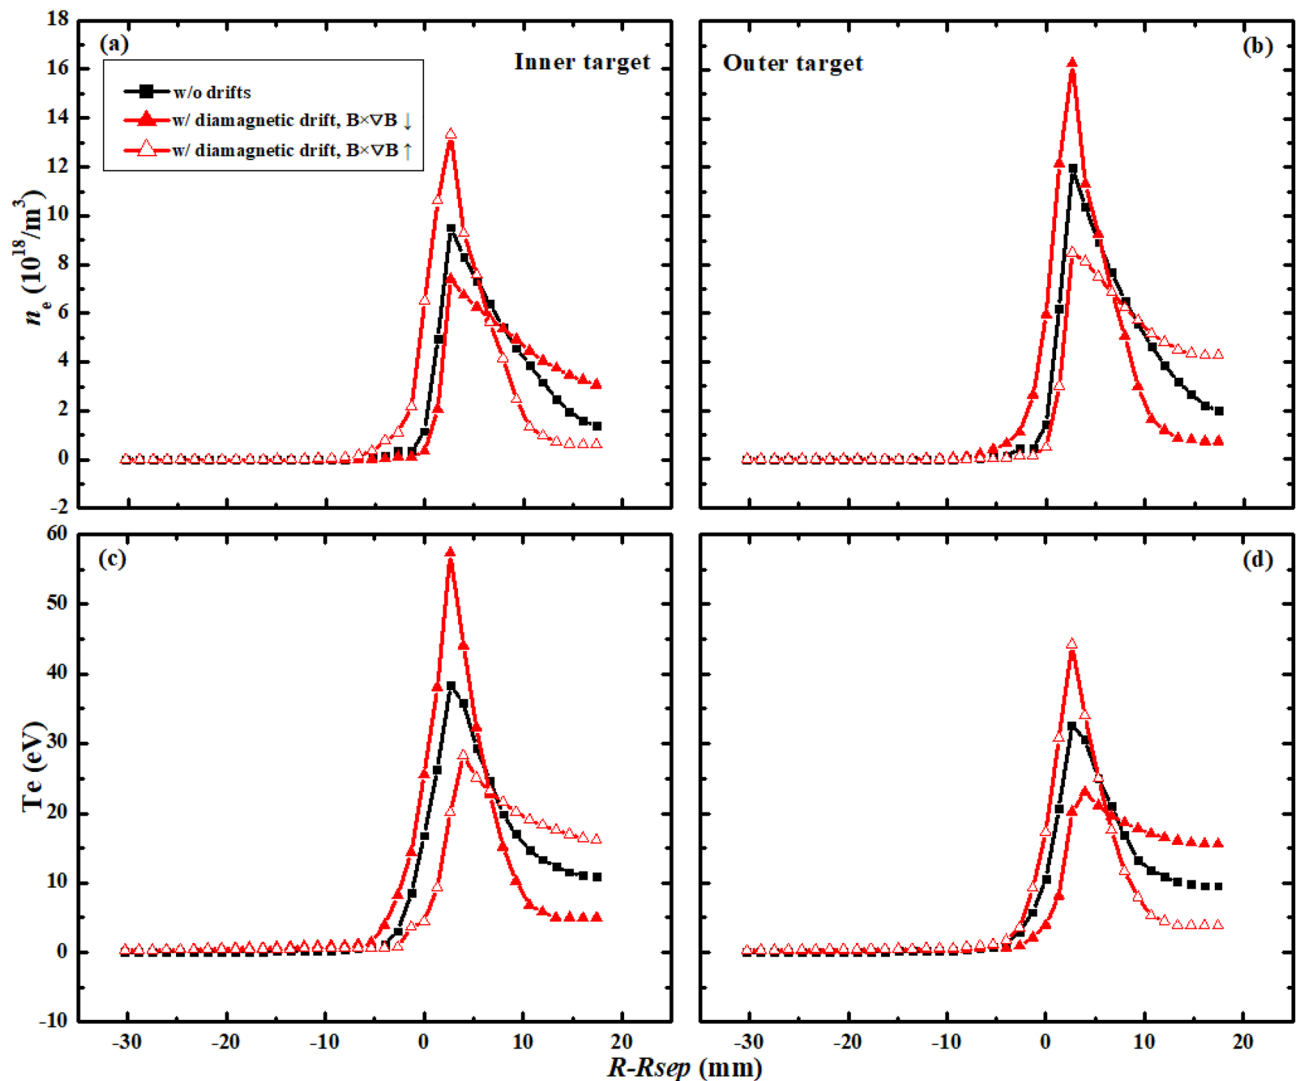 18
16
14
12
10
8
6
4
2
0
-2
n_e (10^18/m^3)
(a)
Inner target
w/o drifts
w/ diamagnetic drift, B×∇B ↓
w/ diamagnetic drift, B×∇B ↑
Outer target
(b)
60
50
40
30
20
10
0
-10
Te (eV)
(c)
(d)
-30 -20 -10 0 10 20
-30 -20 -10 0 10 20
R-Rsep (mm)